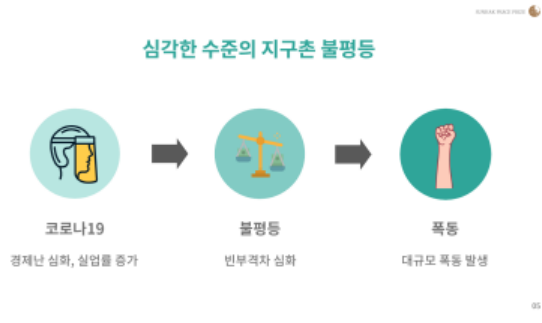 심각한 수준의 지구촌 불평등
코로나19
불평등
폭동
경제난 심화, 실업률 증가
빈부격차 심화
대규모 폭동 발생
05